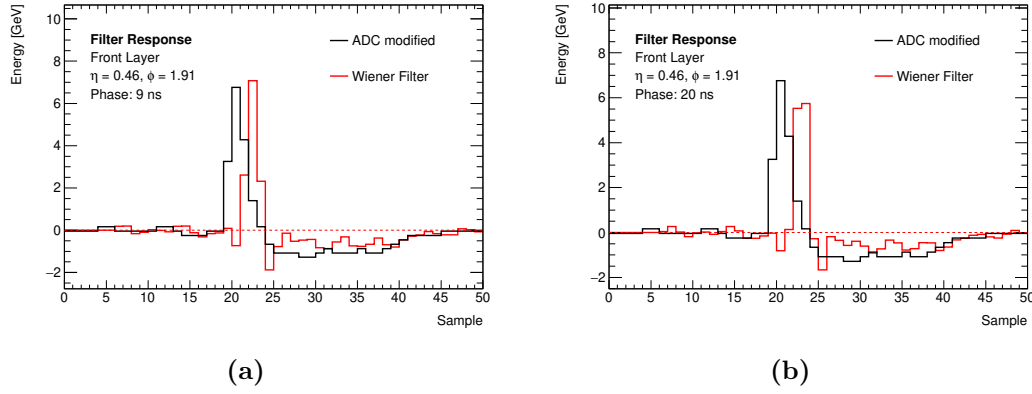 Energy [GeV]
10
8
6
4
2
0
−2
Filter Response
Front Layer
η = 0.46, ϕ = 1.91
Phase: 9 ns
ADC modified
Wiener Filter
0 5 10 15 20 25 30 35 40 45 50
Sample
(a)
Energy [GeV]
10
8
6
4
2
0
−2
Filter Response
Front Layer
η = 0.46, ϕ = 1.91
Phase: 20 ns
ADC modified
Wiener Filter
0 5 10 15 20 25 30 35 40 45 50
Sample
(b)